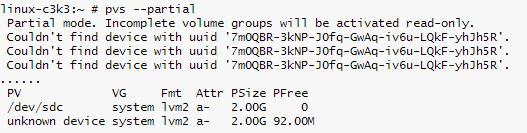 linux-c3k3:~ # pvs --partial
Partial mode. Incomplete volume groups will be activated read-only.
Couldn't find device with uuid '7mOQBR-3kNP-JOfq-GwAq-iv6u-LQkF-yhJh5R'.
Couldn't find device with uuid '7mOQBR-3kNP-JOfq-GwAq-iv6u-LQkF-yhJh5R'.
Couldn't find device with uuid '7mOQBR-3kNP-JOfq-GwAq-iv6u-LQkF-yhJh5R'.
......
PV VG Fmt Attr PSize PFree
/dev/sdc system lvm2 a- 2.00G 0
unknown device system lvm2 a- 2.00G 92.00M